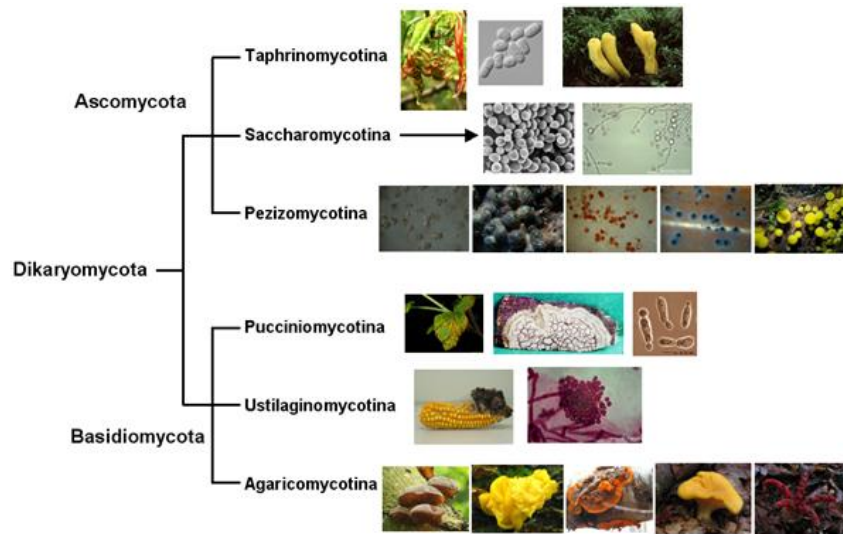 Taphrinomycotina
Ascomycota
Saccharomycotina
Pezizomycotina
Dikaryomycota
Pucciniomycotina
Ustilaginomycotina
Basidiomycota
Agaricomycotina